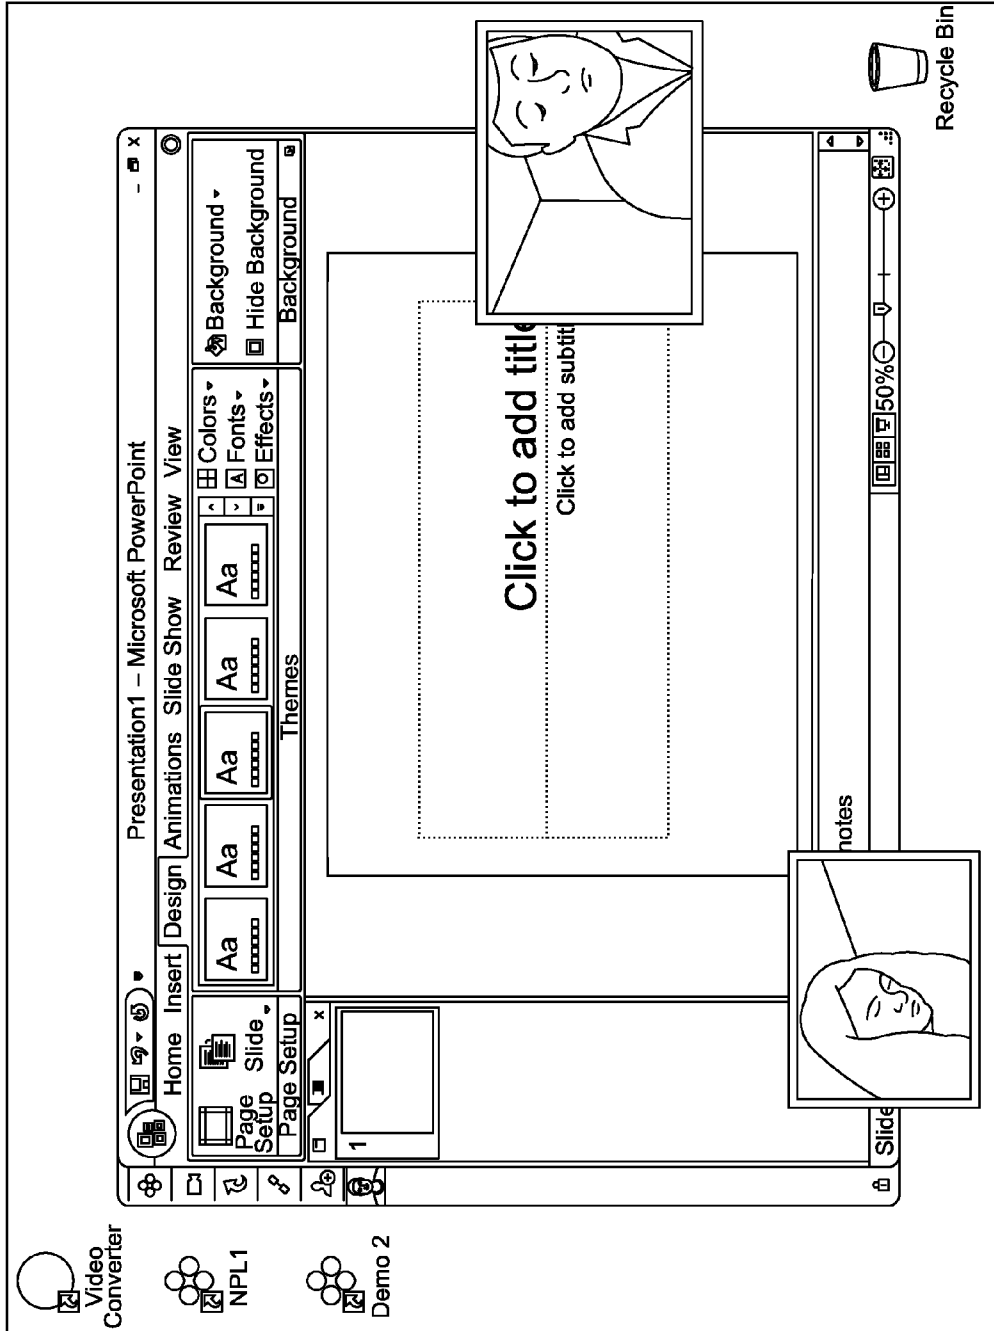 Video
Converter
NPL1
Demo 2
Presentation1 – Microsoft PowerPoint
Home Insert Design Animations Slide Show Review View
Page
Setup
Slide
Page Setup
Aa Aa Aa Aa Aa
Themes
Colors
A Fonts
Effects
Background
Hide Background
Background
1
Click to add title
Click to add subtit
notes
Slide
50%
Recycle Bin